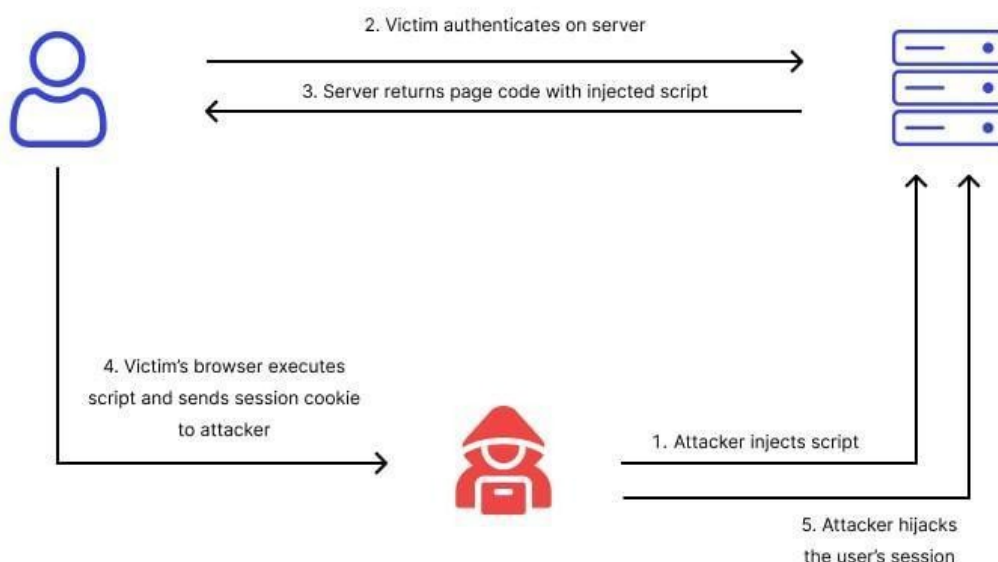 2. Victim authenticates on server
3. Server returns page code with injected script
4. Victim's browser executes
script and sends session cookie
to attacker
1. Attacker injects script
5. Attacker hijacks
the user's session